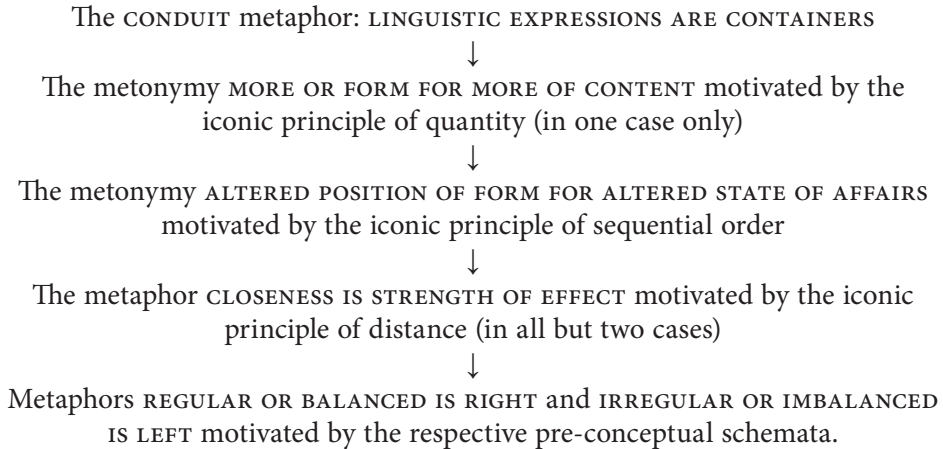 The CONDUIT metaphor: LINGUISTIC EXPRESSIONS ARE CONTAINERS
↓
The metonymy MORE OR FORM FOR MORE OF CONTENT motivated by the
iconic principle of quantity (in one case only)
↓
The metonymy ALTERED POSITION OF FORM FOR ALTERED STATE OF AFFAIRS
motivated by the iconic principle of sequential order
↓
The metaphor CLOSENESS IS STRENGTH OF EFFECT motivated by the iconic
principle of distance (in all but two cases)
↓
Metaphors REGULAR OR BALANCED IS RIGHT and IRREGULAR OR IMBALANCED
IS LEFT motivated by the respective pre-conceptual schemata.